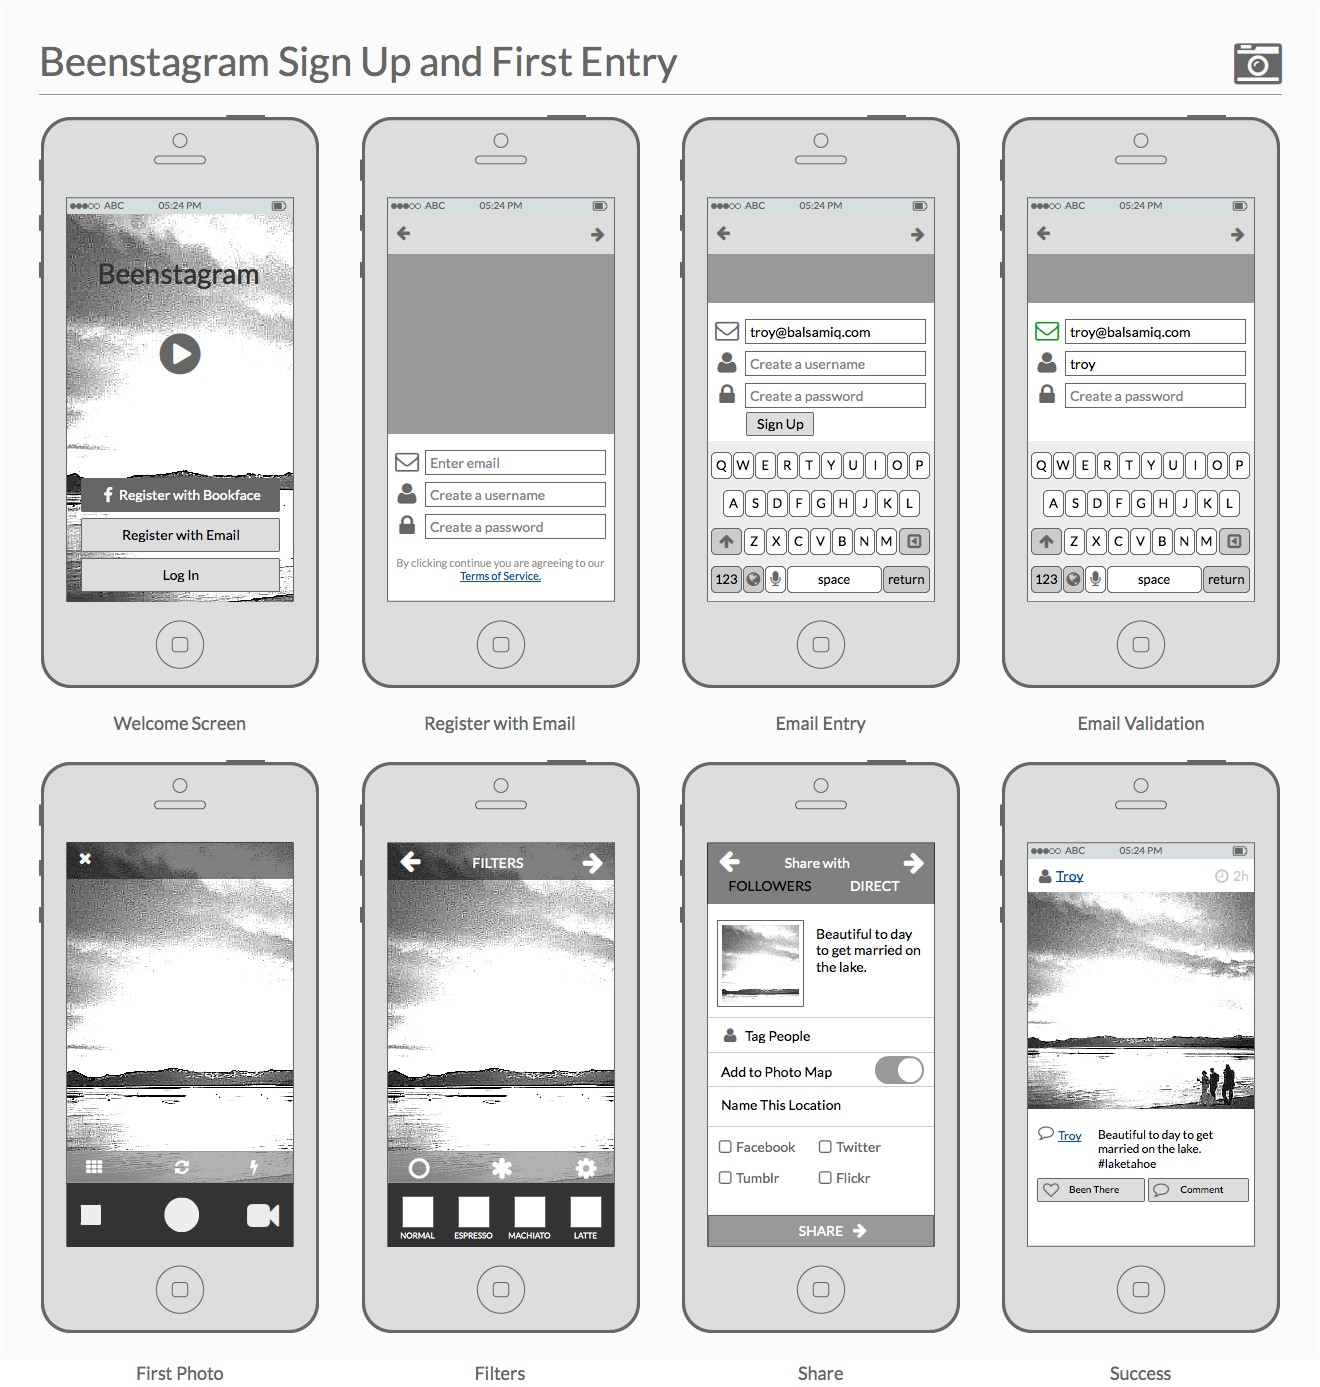 Beenstagram Sign Up and First Entry
ABC 05:24 PM
Beenstagram
Register with Bookface
Register with Email
Log In
Welcome Screen
ABC 05:24 PM
Enter email
Create a username
Create a password
By clicking continue you are agreeing to our
Terms of Service.
Register with Email
ABC 05:24 PM
troy@balsamiq.com
Create a username
Create a password
Sign Up
Q W E R T Y U I O P
A S D F G H J K L
Z X C V B N M
123 space return
Email Entry
ABC 05:24 PM
troy@balsamiq.com
troy
Create a password
Q W E R T Y U I O P
A S D F G H J K L
Z X C V B N M
123 space return
Email Validation
First Photo
FILTERS
NORMAL ESPRESSO MACHIATO LATTE
Filters
Share with
FOLLOWERS DIRECT
Beautiful to day
to get married on
the lake.
Tag People
Add to Photo Map
Name This Location
Facebook Twitter
Tumblr Flickr
SHARE
Share
ABC 05:24 PM
Troy 2h
Troy Beautiful to day to get
married on the lake.
#laketahoe
Been There Comment
Success